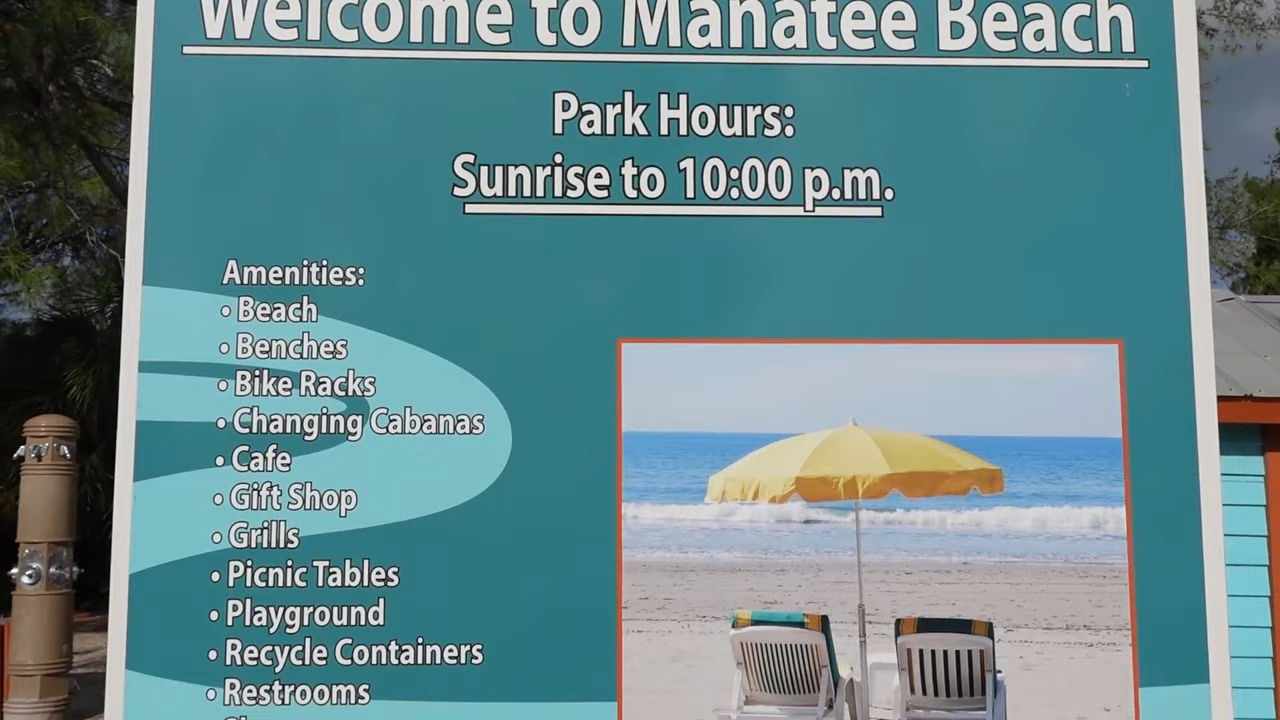 Welcome to Manatee Beach
Park Hours:
Sunrise to 10:00 p.m.
Amenities:
• Beach
• Benches
• Bike Racks
• Changing Cabanas
• Cafe
• Gift Shop
• Grills
• Picnic Tables
• Playground
• Recycle Containers
• Restrooms